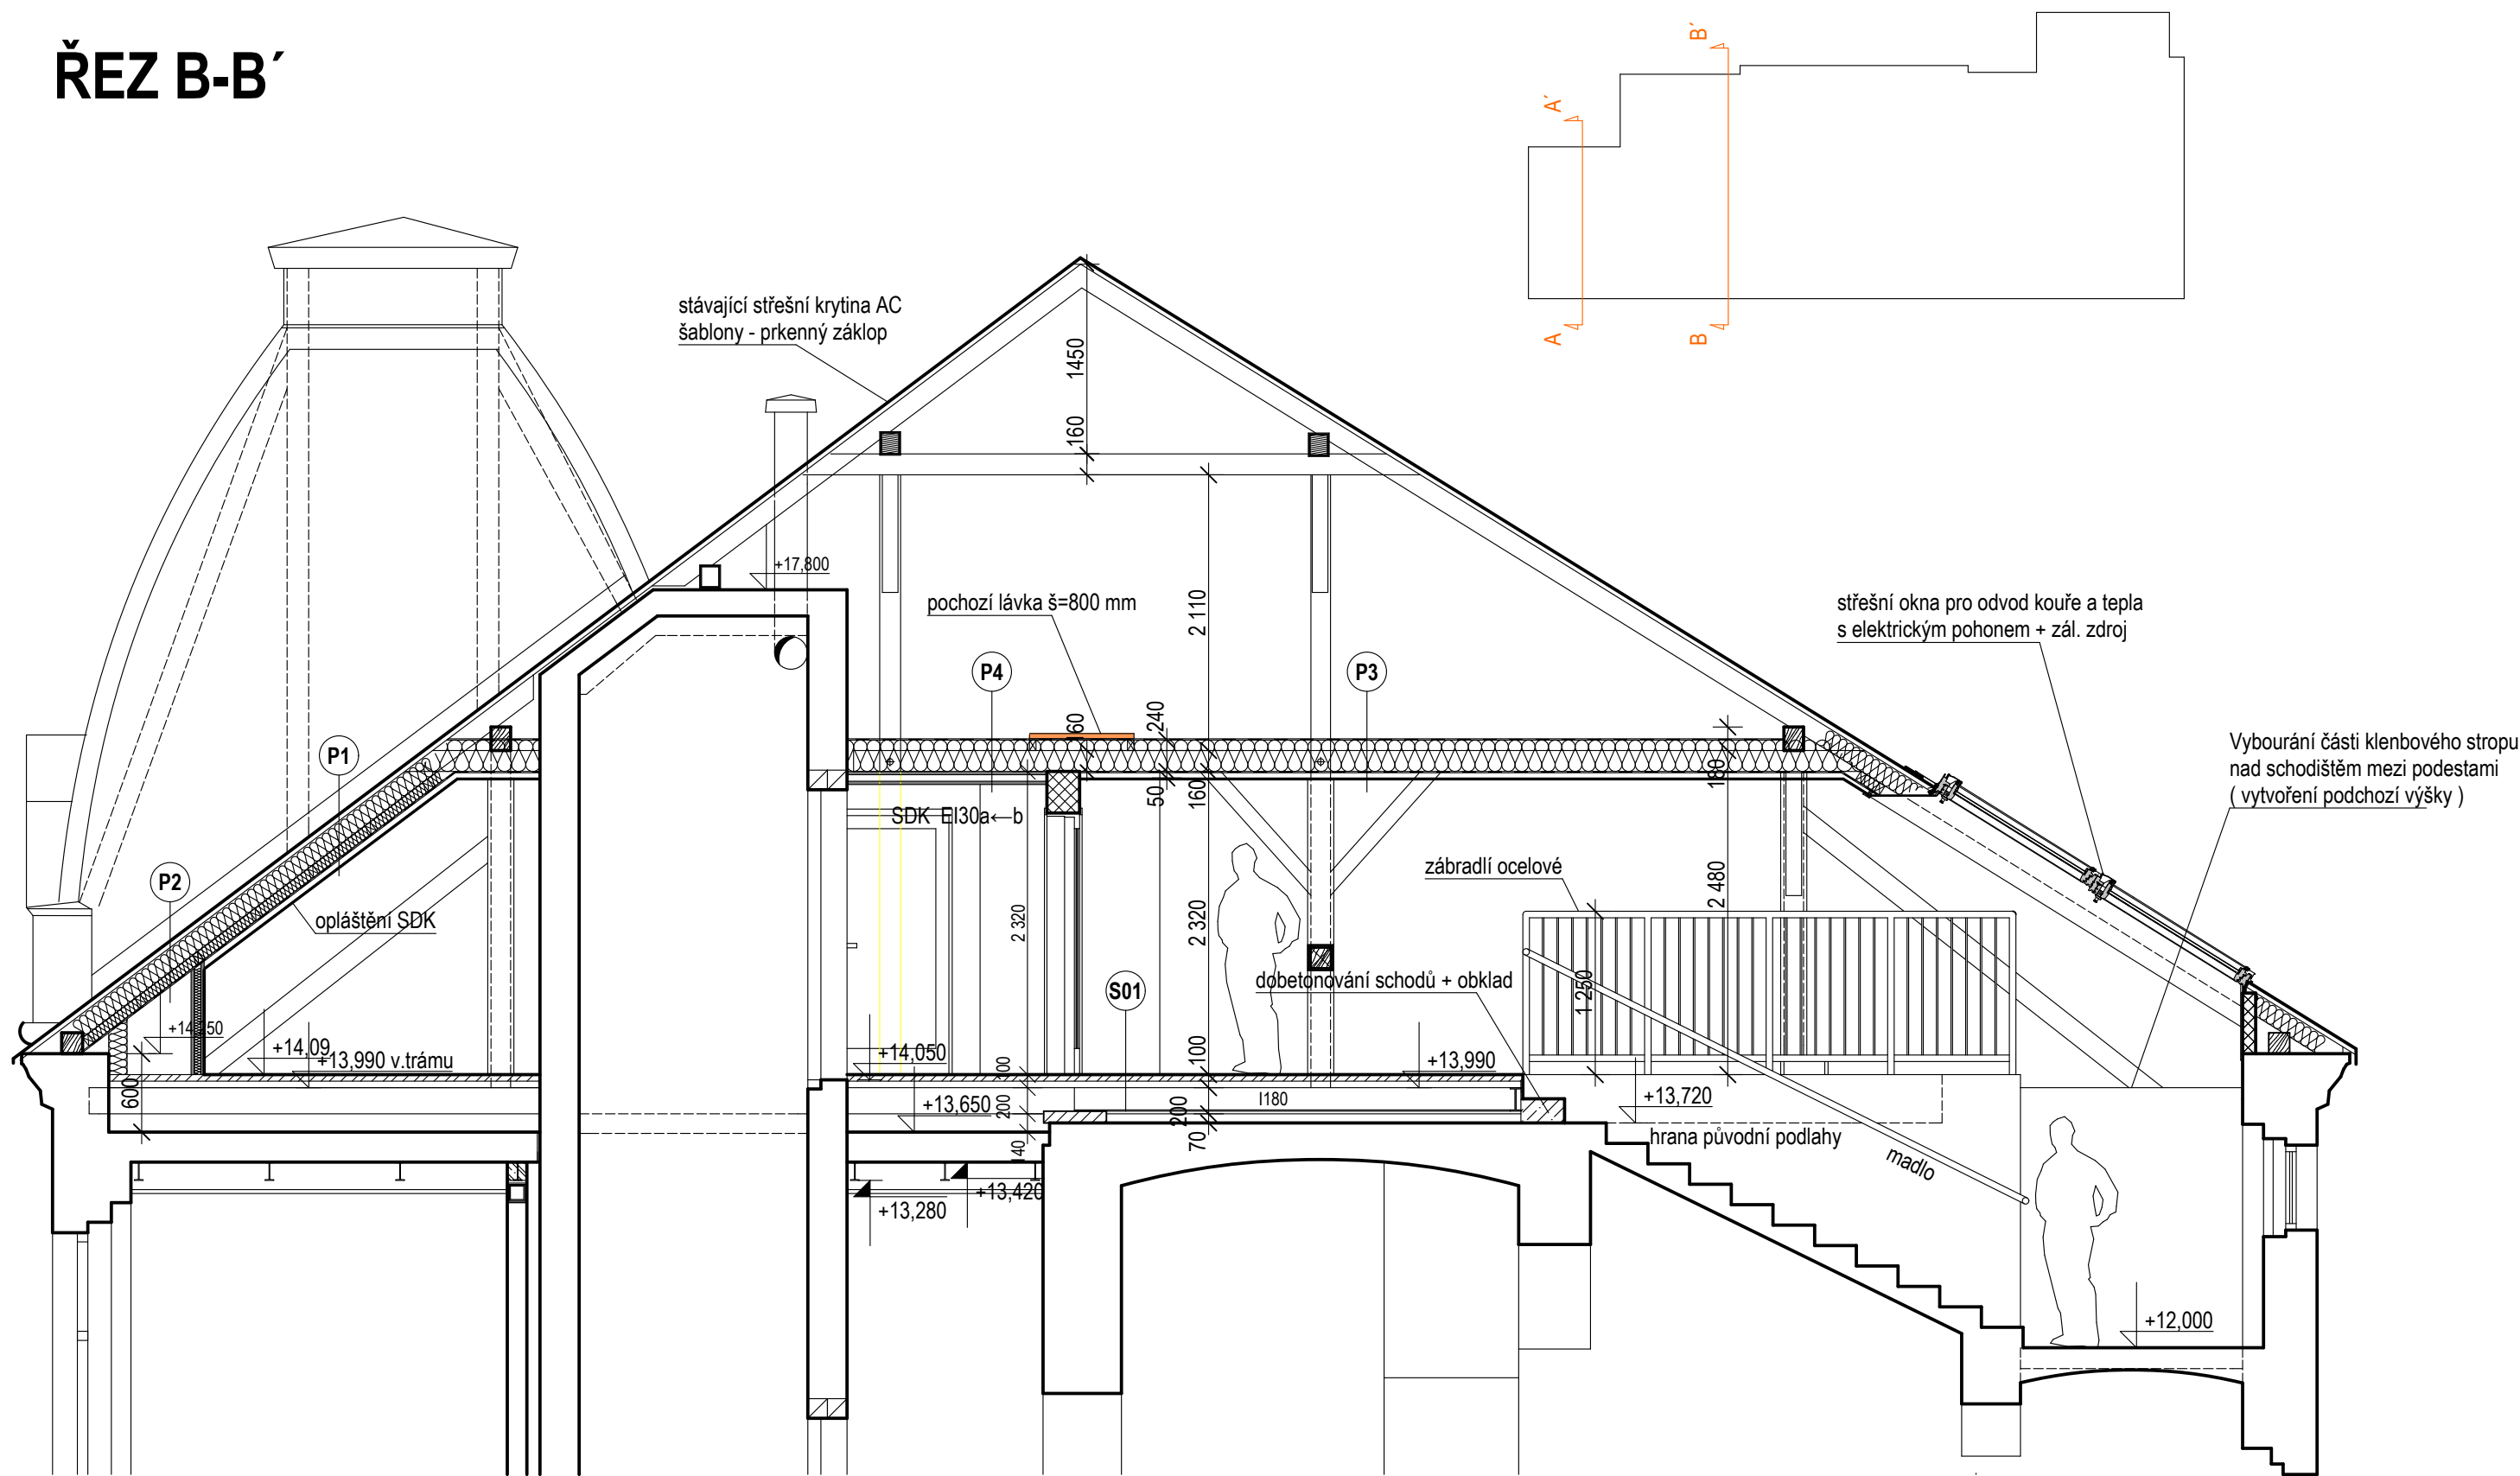 ŘEZ B-B´
B´
A´
A
B
stávající střešní krytina AC
šablony - prkenný záklop
1450
160
+17,800
pochozí lávka š=800 mm
2 110
střešní okna pro odvod kouře a tepla
s elektrickým pohonem + zál. zdroj
P4
P3
P1
P2
Vybourání části klenbového stropu
nad schodištěm mezi podestami
( vytvoření podchozí výšky )
240
50
160
180
SDK EI30a←b
opláštění SDK
zábradlí ocelové
2 480
2 320
2 320
dobetonování schodů + obklad
1 250
S01
+14,09
+13,990 v.trámu
+14,050
+13,990
600
100
+13,650
200
200
I180
+13,720
140
70
hrana původní podlahy
madlo
+13,420
+13,280
+12,000